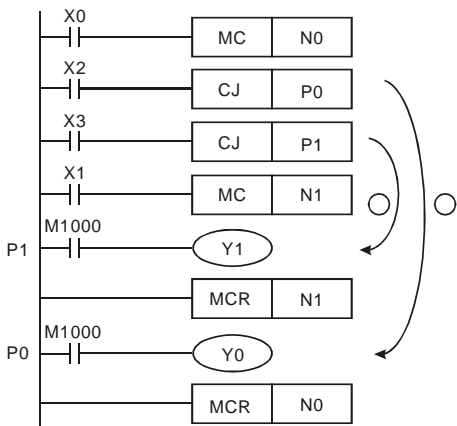 X0
MC N0
X2
CJ P0
X3
CJ P1
X1
MC N1
M1000
P1 Y1
MCR N1
M1000
P0 Y0
MCR N0